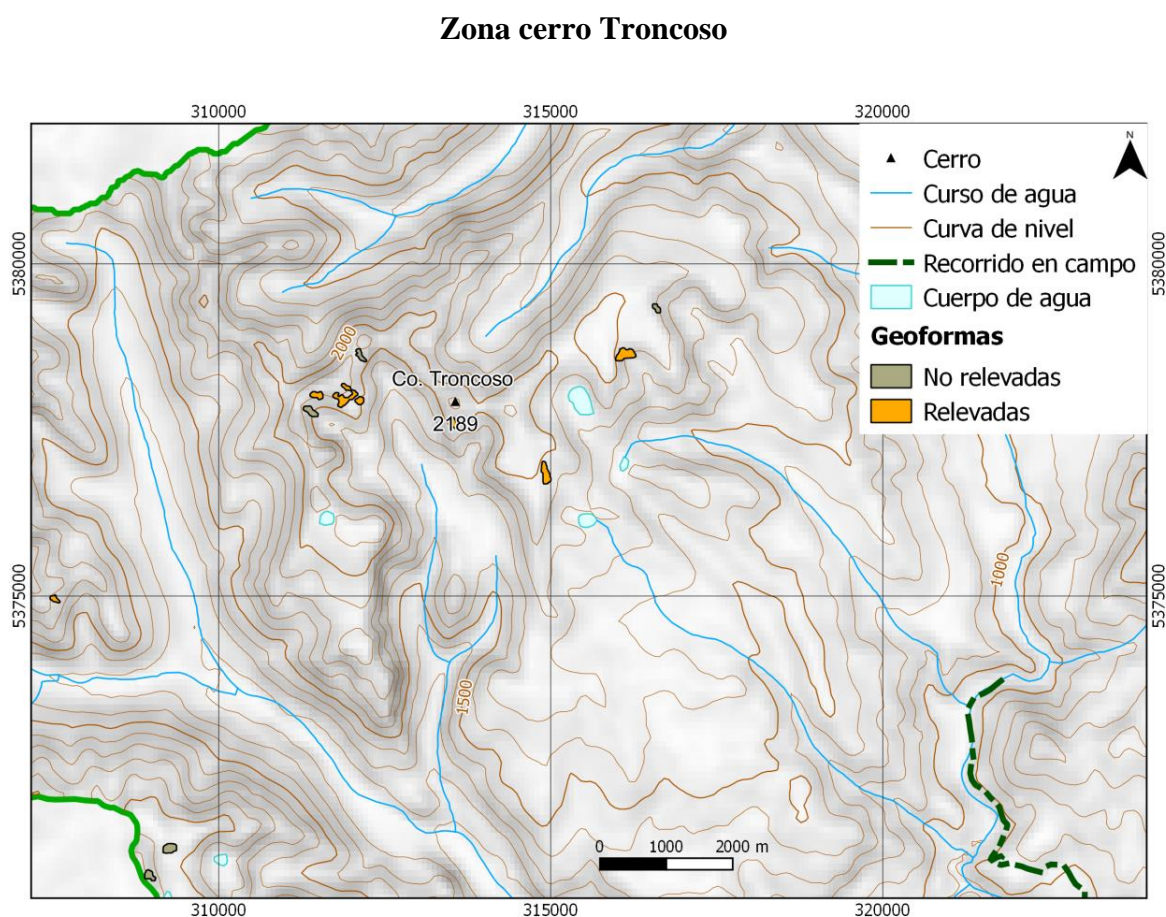 Zona cerro Troncoso
310000 315000 320000
N
Cerro
Curso de agua
Curva de nivel
Recorrido en campo
Cuerpo de agua
Geoformas
No relevadas
Relevadas
5380000 5380000
2000
Co. Troncoso
2189
5375000 5375000
1000
1500
0 1000 2000 m
310000 315000 320000